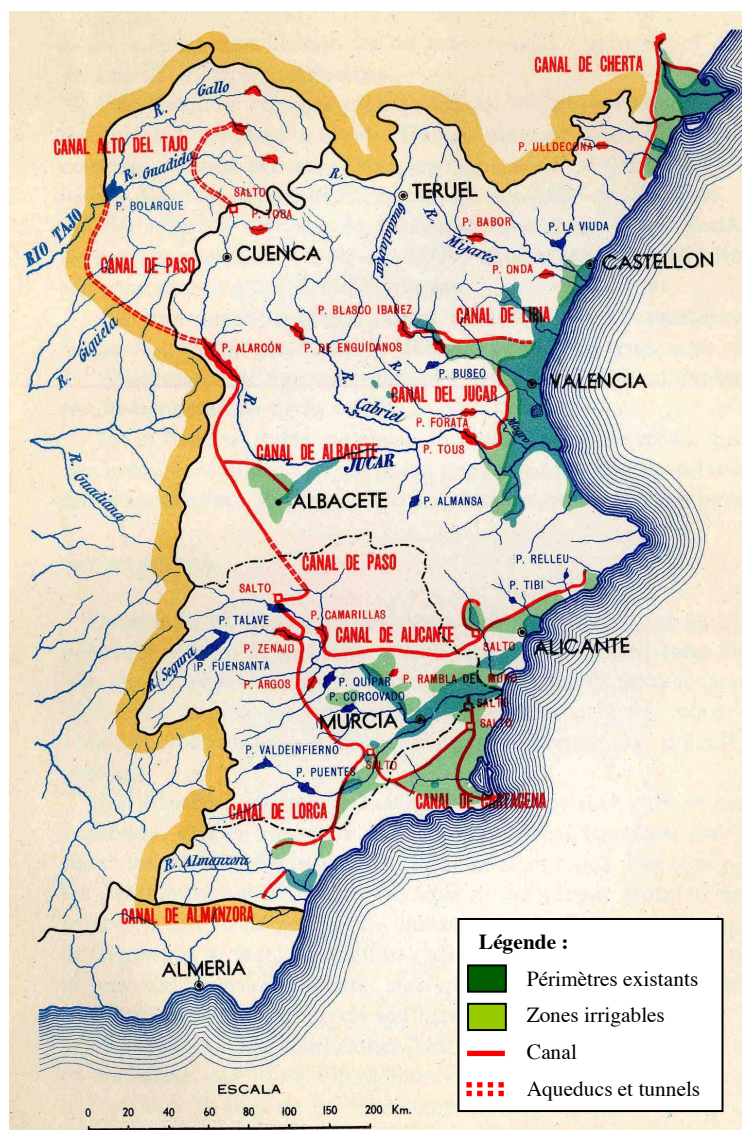 CANAL DE CHERTA
R. Gallo
CANAL ALTO DEL TAJO
P. ULLDECONA
R. Guadiela
R.
TERUEL
SALTO
P. BOLARQUE
P. TOBA
R.
P. BABOR
P. LA VIUDA
RIO TAJO
CUENCA
Guadalaviar
Mijares
CASTELLON
CANAL DE PASO
P. ONDA
R. Gigüela
P. BLASCO IBAÑEZ
CANAL DE LIRIA
P. ALARCÓN
P. DE ENGUÍDANOS
P. BUSEO
R.
R.
VALENCIA
R.
CANAL DEL JUCAR
Cabriel
P. FORATA
Magro
CANAL DE ALBACETE
P. TOUS
JUCAR
R. Guadiana
ALBACETE
P. ALMANSA
CANAL DE PASO
P. RELLEU
SALTO
P. TIBI
P. TALAVE
P. CAMARILLAS
CANAL DE ALICANTE
ALICANTE
P. ZENAJO
SALTO
R. Segura
P. FUENSANTA
P. QUIPAR
P. RAMBLA DEL MORO
P. ARGOS
P. CORCOVADO
SALTO
MURCIA
SALTO
P. VALDEINFIERNO
SALTO
P. PUENTES
CANAL DE CARTAGENA
CANAL DE LORCA
R. Almanzora
CANAL DE ALMANZORA
ALMERIA
Légende :
Périmètres existants
Zones irrigables
Canal
Aqueducs et tunnels
ESCALA
0 20 40 60 80 100 130 160 200 Km.